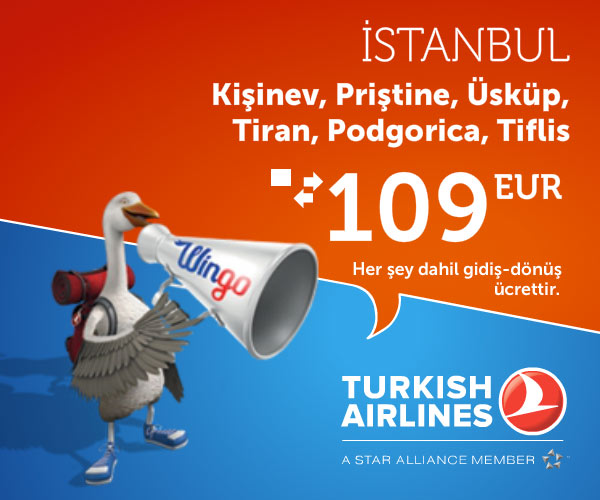 İSTANBUL
Kişinev, Priştine, Üsküp,
Tiran, Podgorica, Tiflis
109 EUR
Her şey dahil gidiş-dönüş
ücrettir.
Wingo
TURKISH
AIRLINES
A STAR ALLIANCE MEMBER